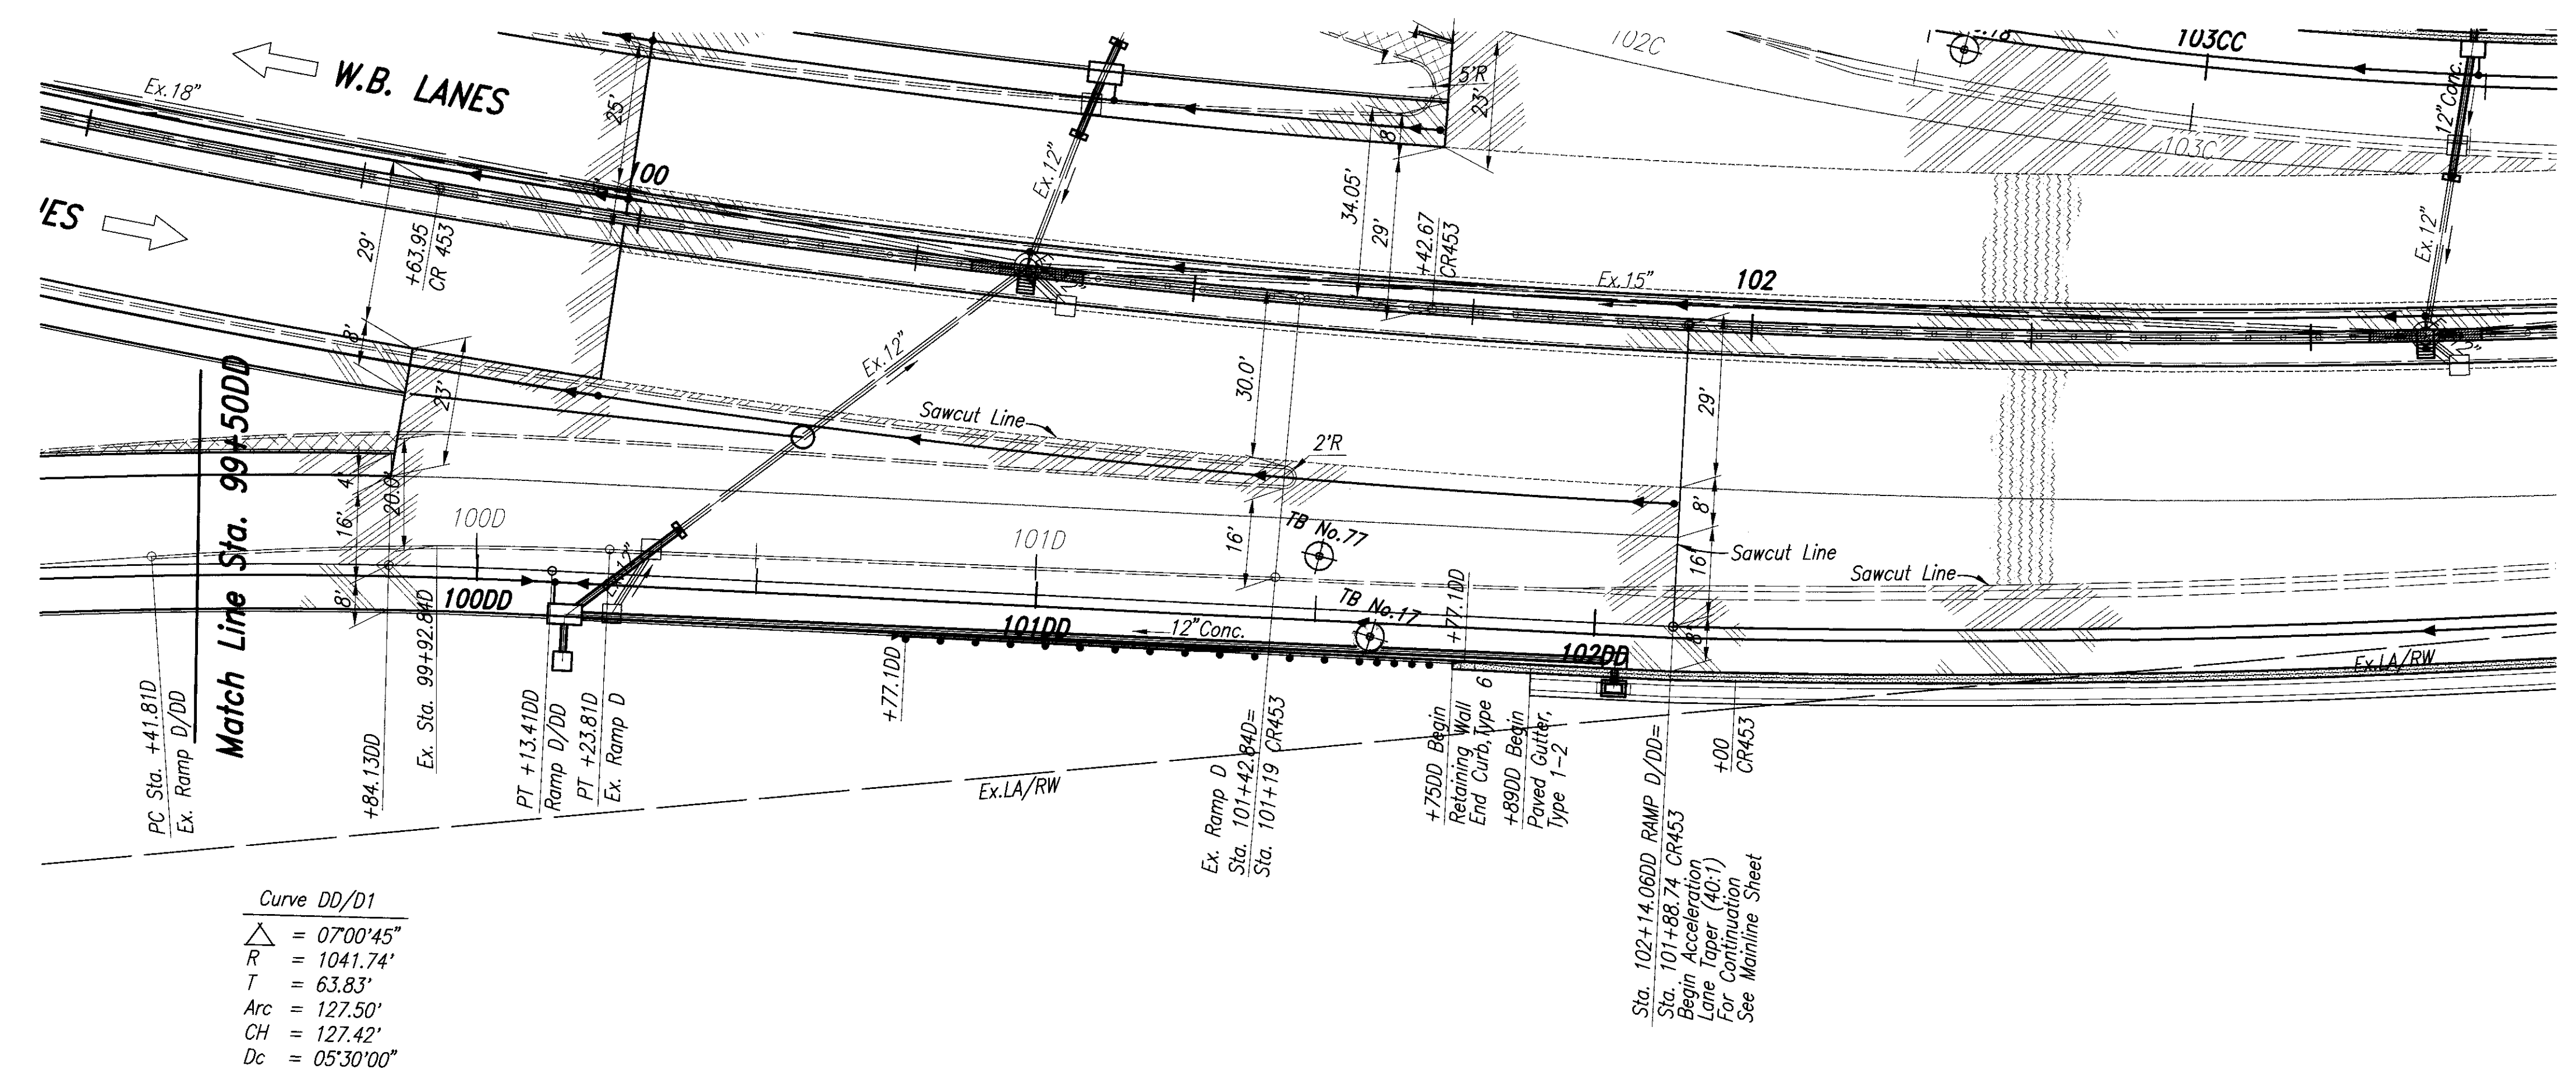 102C
103CC
W.B. LANES
Ex.18"
5'R
23'
25'
8'
12"Conc.
103C
100
Ex.12"
34.05'
29'
+42.67
CR453
29'
+63.95
CR 453
Ex.12"
Ex.15"
102
8'
23'
Ex.12"
30.0'
29'
Sawcut Line
2'R
Match Line Sta. 99+50DD
4'
20.0'
16'
100D
101D
TB No.77
16'
8'
16'
Sawcut Line
Sawcut Line
8'
100DD
TB No.17
101DD
12"Conc.
102DD
8'
Ex.LA/RW
+77.1DD
+77.1DD
PC Sta. +41.81D
Ex. Ramp D/DD
+84.13DD
Ex. Sta. 99+92.84D
PT +13.41DD
Ramp D/DD
PT +23.81D
Ex. Ramp D
Ex.LA/RW
Ex. Ramp D
Sta. 101+42.84D=
Sta. 101+19 CR453
+75DD Begin
Retaining Wall
End Curb,Type 6
+89DD Begin
Paved Gutter,
Type 1-2
Sta. 102+14.06DD RAMP D/DD=
Sta. 101+88.74 CR453
Begin Acceleration
Lane Taper (40:1)
For Continuation
See Mainline Sheet
+00
CR453
Curve DD/D1
△ = 07°00'45"
R = 1041.74'
T = 63.83'
Arc = 127.50'
CH = 127.42'
Dc = 05°30'00"